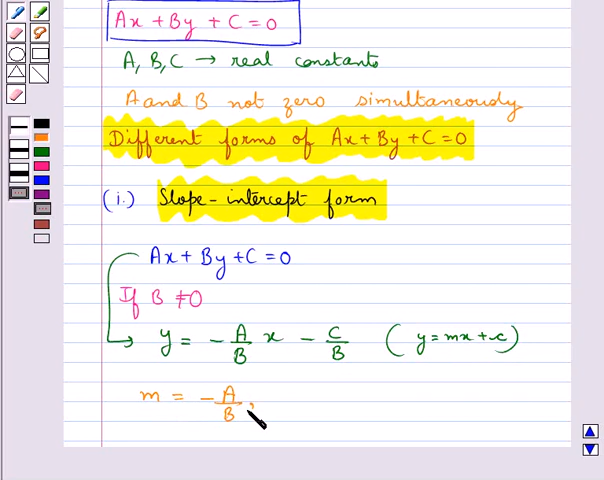 Ax + By + C = 0
A, B, C → real constants
A and B not zero simultaneously
Different forms of Ax + By + C = 0
(i.) Slope-intercept form
Ax + By + C = 0
If B ≠ 0
y = -A/B x - C/B (y = mx + c)
m = -A/B,